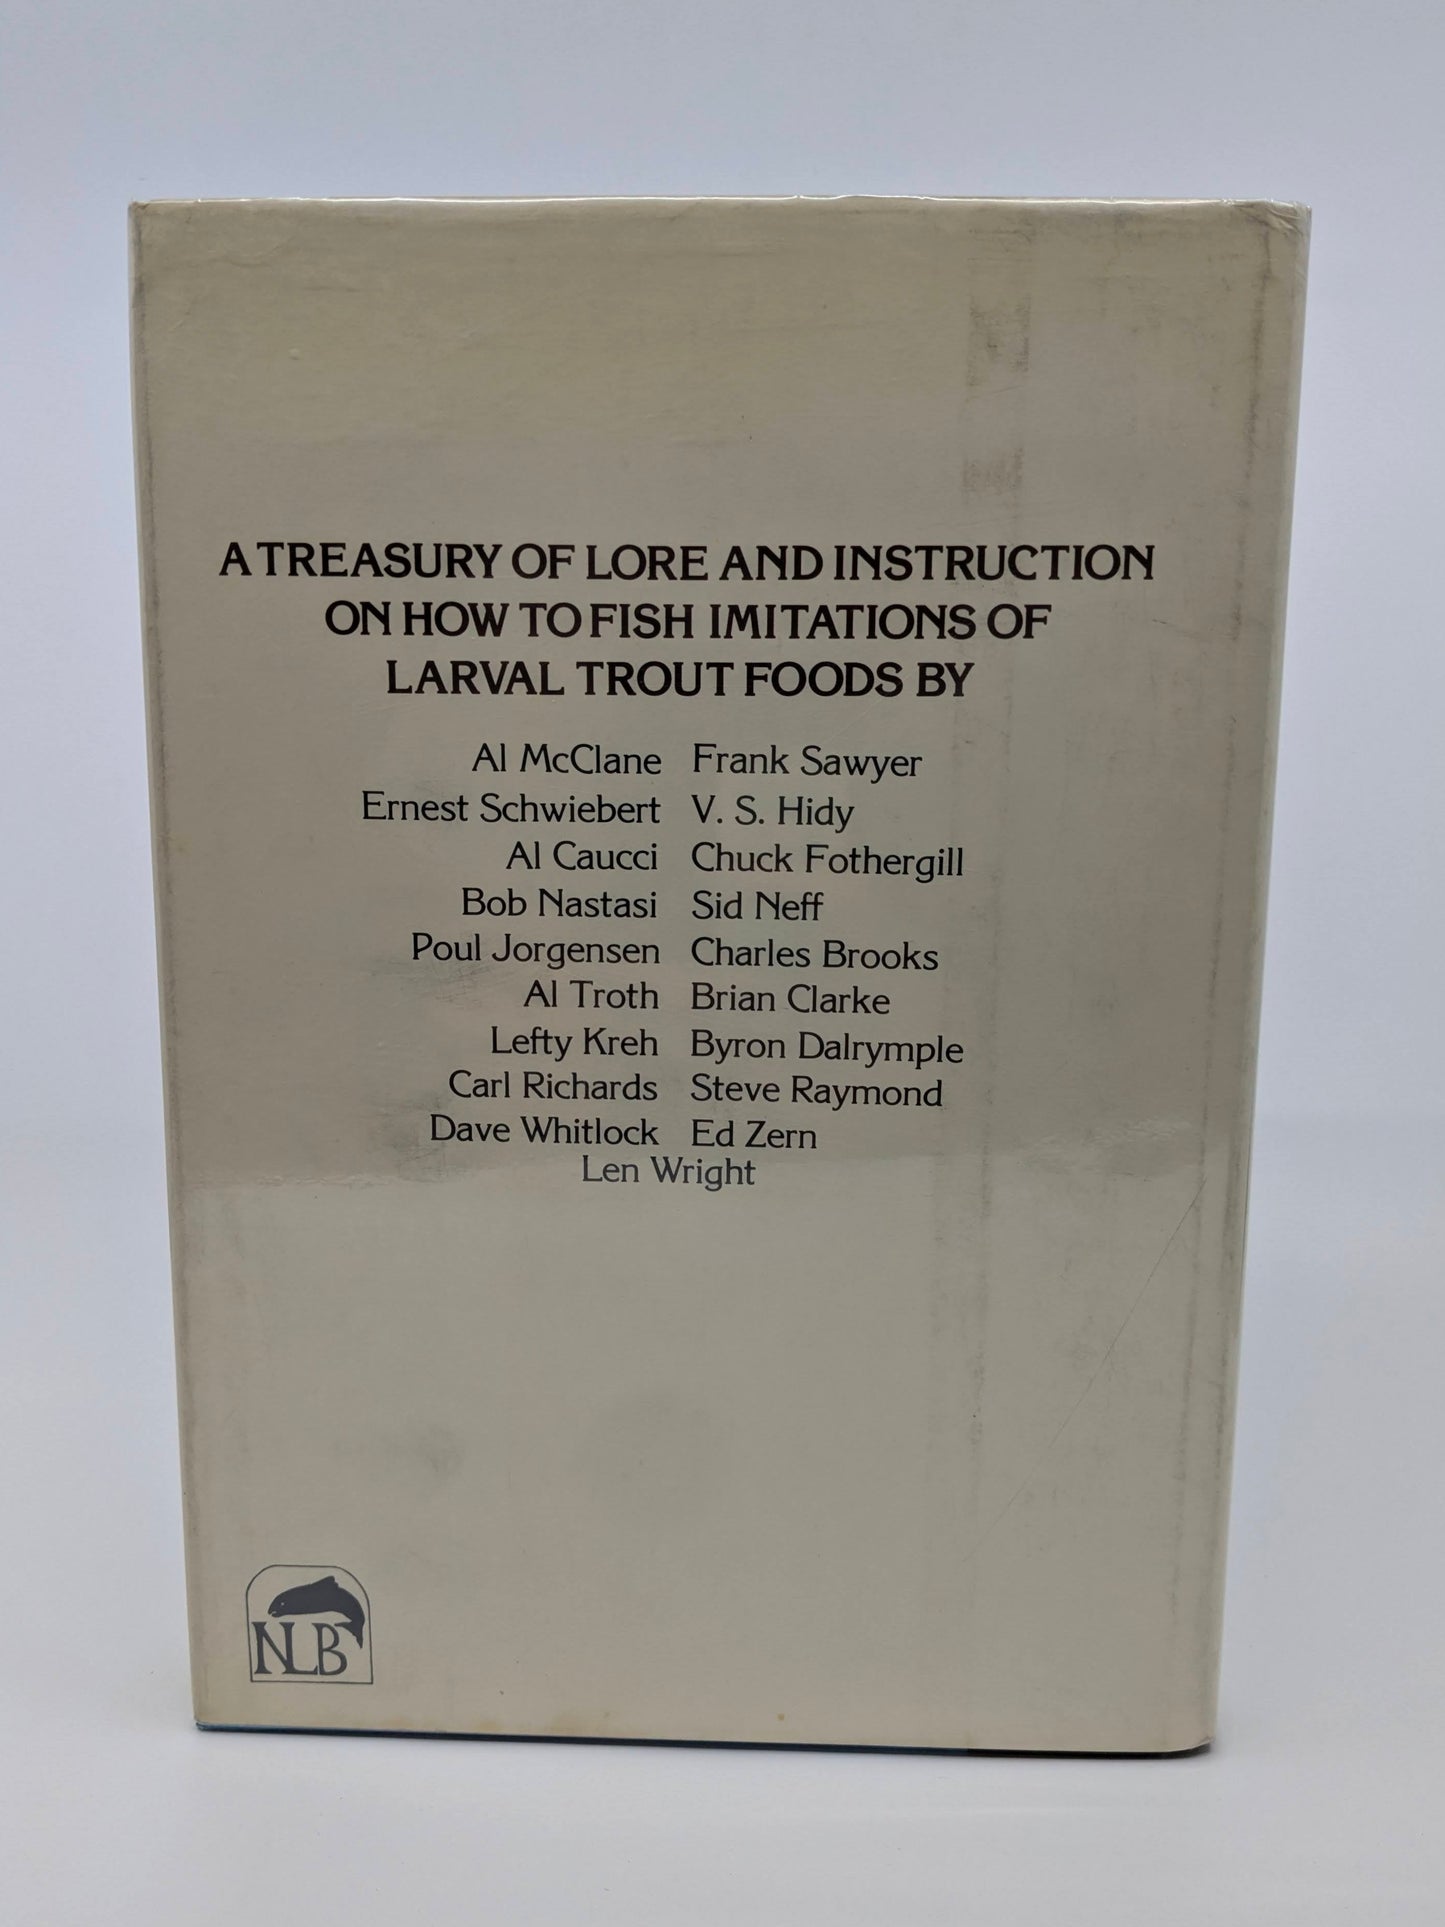 A TREASURY OF LORE AND INSTRUCTION
ON HOW TO FISH IMITATIONS OF
LARVAL TROUT FOODS BY
Al McClane Frank Sawyer
Ernest Schwiebert V. S. Hidy
Al Caucci Chuck Fothergill
Bob Nastasi Sid Neff
Poul Jorgensen Charles Brooks
Al Troth Brian Clarke
Lefty Kreh Byron Dalrymple
Carl Richards Steve Raymond
Dave Whitlock Ed Zern
Len Wright
NLB